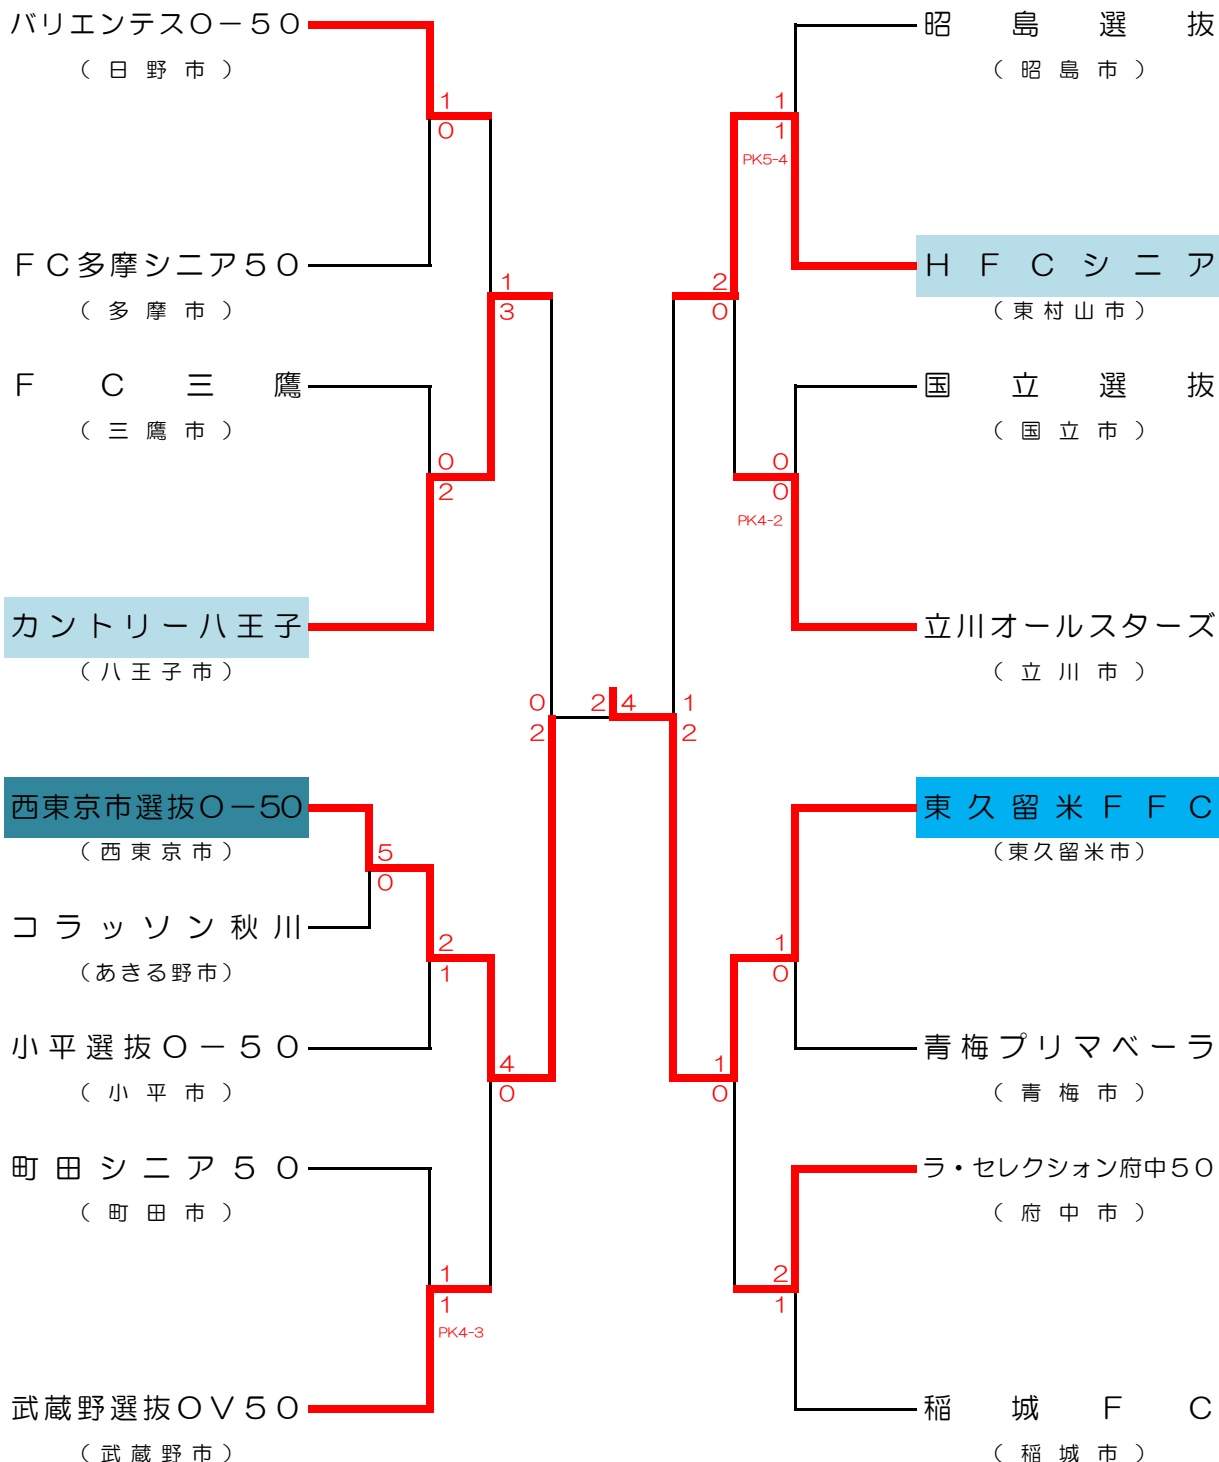 バリエンテスO－50
（日野市）
1
0
FC多摩シニア50
（多摩市）
1
3
FC三鷹
（三鷹市）
0
2
カントリー八王子
（八王子市）
0
2
西東京市選抜O－50
（西東京市）
5
0
コラッソン秋川
（あきる野市）
2
1
小平選抜O－50
（小平市）
4
0
町田シニア50
（町田市）
1
1
PK4-3
武蔵野選抜OV50
（武蔵野市）
2 4
昭島選抜
（昭島市）
1
1
PK5-4
HFCシニア
（東村山市）
2
0
国立選抜
（国立市）
0
0
PK4-2
立川オールスターズ
（立川市）
1
2
東久留米FFC
（東久留米市）
1
0
青梅プリマベーラ
（青梅市）
1
0
ラ・セレクション府中50
（府中市）
2
1
稲城FC
（稲城市）